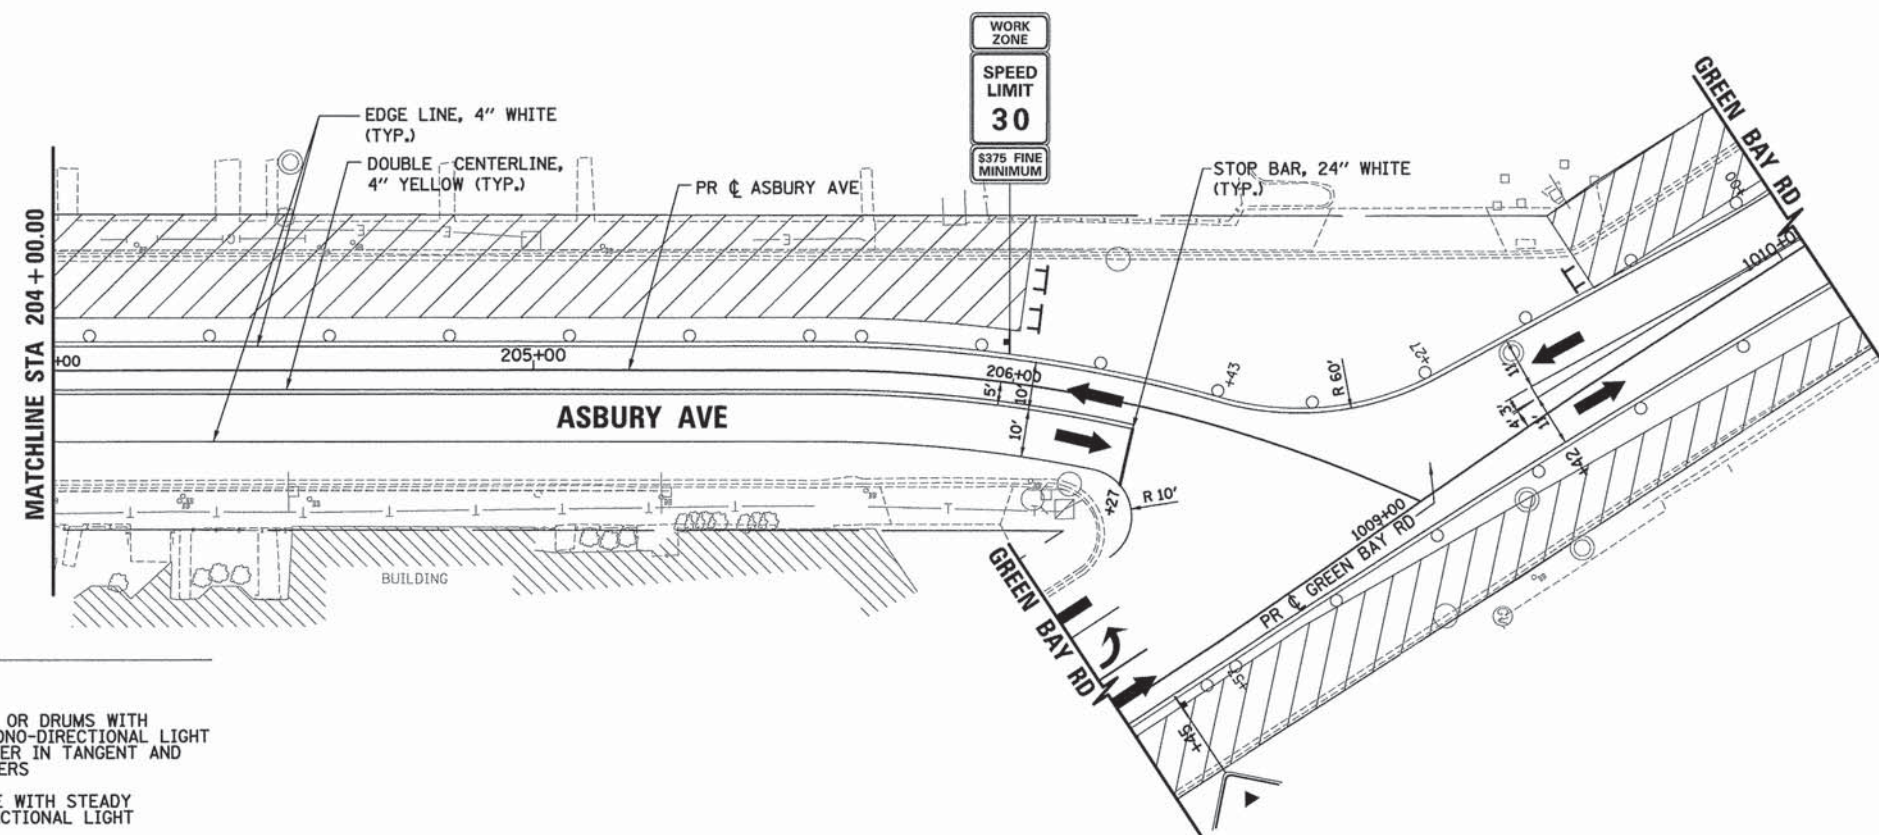 WORK
ZONE
SPEED
LIMIT
30
$375 FINE
MINIMUM
EDGE LINE, 4" WHITE
(TYP.)
DOUBLE CENTERLINE,
4" YELLOW (TYP.)
PR ℄ ASBURY AVE
STOP BAR, 24" WHITE
(TYP.)
GREEN BAY RD
MATCHLINE STA 204+00.00
+00
205+00
206+00
5'
10'
10'
ASBURY AVE
+43
R 60'
+27
11'
4'
3'
11'
+42
1010+0
+27
R 10'
1009+00
PR ℄ GREEN BAY RD
GREEN BAY RD
BUILDING
+57
+45
OR DRUMS WITH
ONO-DIRECTIONAL LIGHT
ER IN TANGENT AND
ERS
E WITH STEADY
ECTIONAL LIGHT